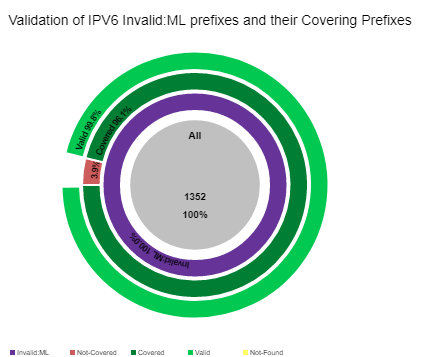 Validation of IPV6 Invalid:ML prefixes and their Covering Prefixes
Valid 99.8%
Covered 96.1%
3.9%
All
1352
100%
Invalid:ML 100.0%
Invalid:ML
Not-Covered
Covered
Valid
Not-Found